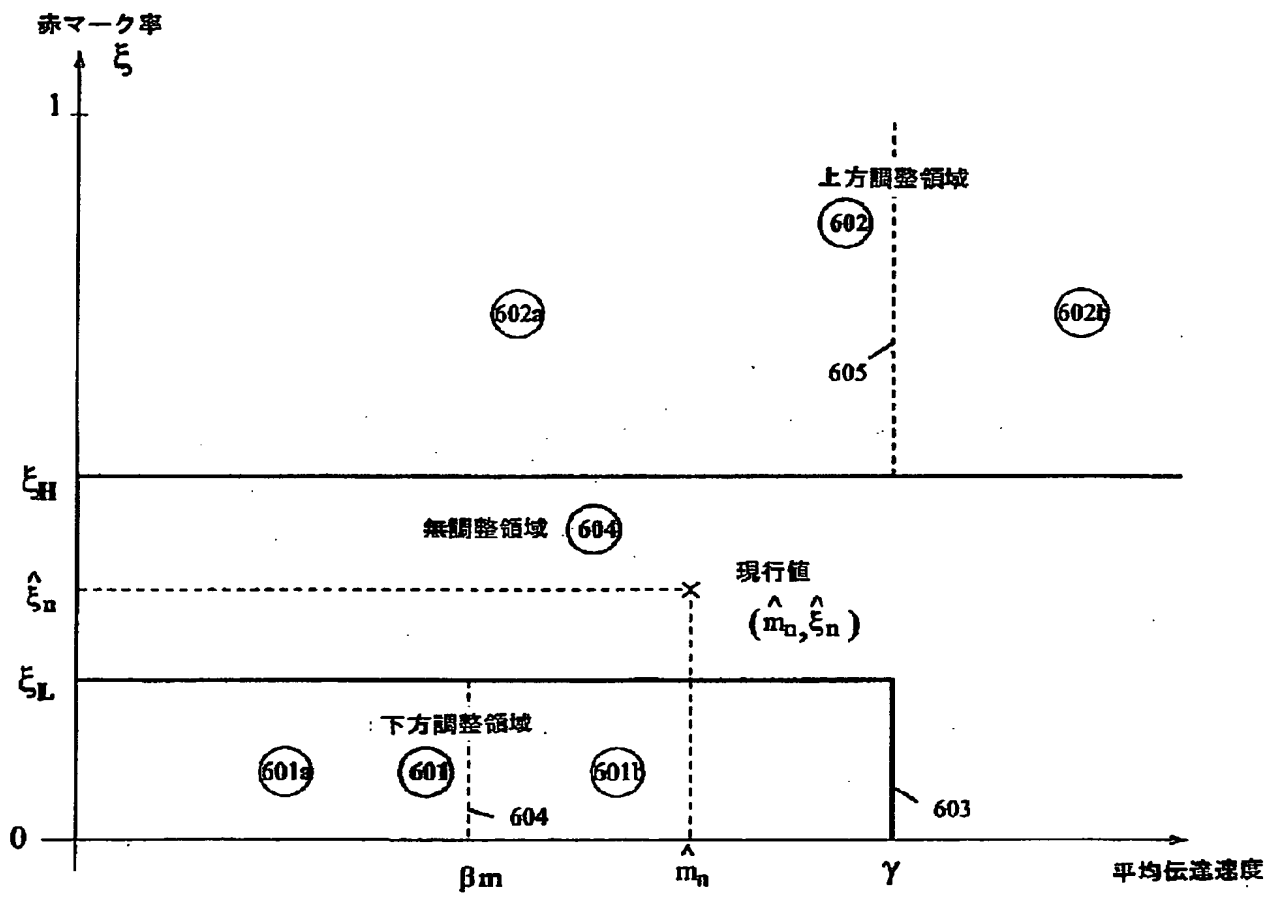 赤マーク率
ξ
1
上方調整領域
602
602a
602b
605
ξH
無調整領域 604
ξ̂n
現行値
(m̂n,ξ̂n)
ξL
下方調整領域
601a 601 601b
604
603
0
βm m̂n γ 平均伝達速度